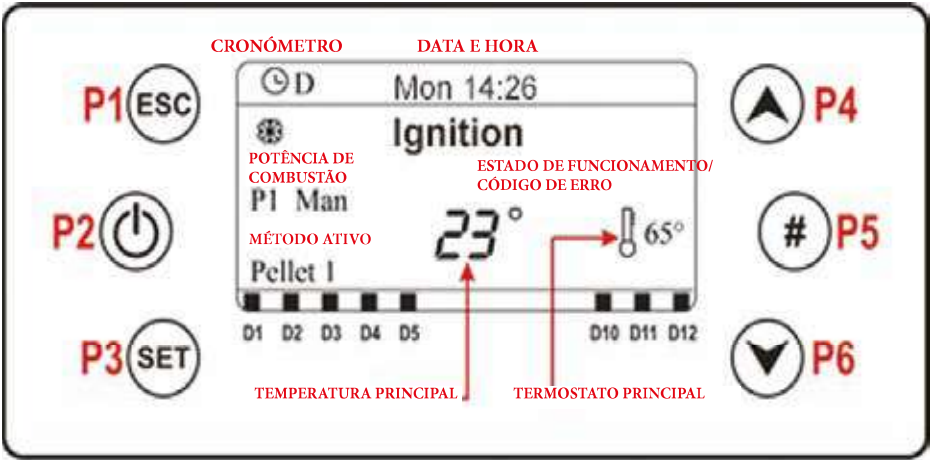 CRONÓMETRO DATA E HORA
D Mon 14:26
P1 ESC P4
Ignition
POTÊNCIA DE
COMBUSTÃO
ESTADO DE FUNCIONAMENTO/
CÓDIGO DE ERRO
P1 Man
P2 23° 65° # P5
MÉTODO ATIVO
Pellet 1
D1 D2 D3 D4 D5 D10 D11 D12
P3 SET P6
TEMPERATURA PRINCIPAL TERMOSTATO PRINCIPAL